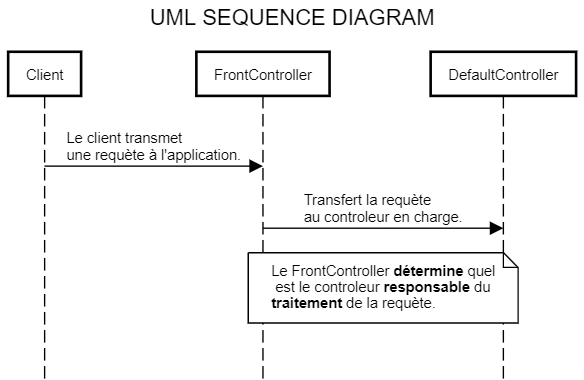 UML SEQUENCE DIAGRAM
Client
FrontController
DefaultController
Le client transmet
une requète à l'application.
Transfert la requète
au controleur en charge.
Le FrontController détermine quel
est le controleur responsable du
traitement de la requète.